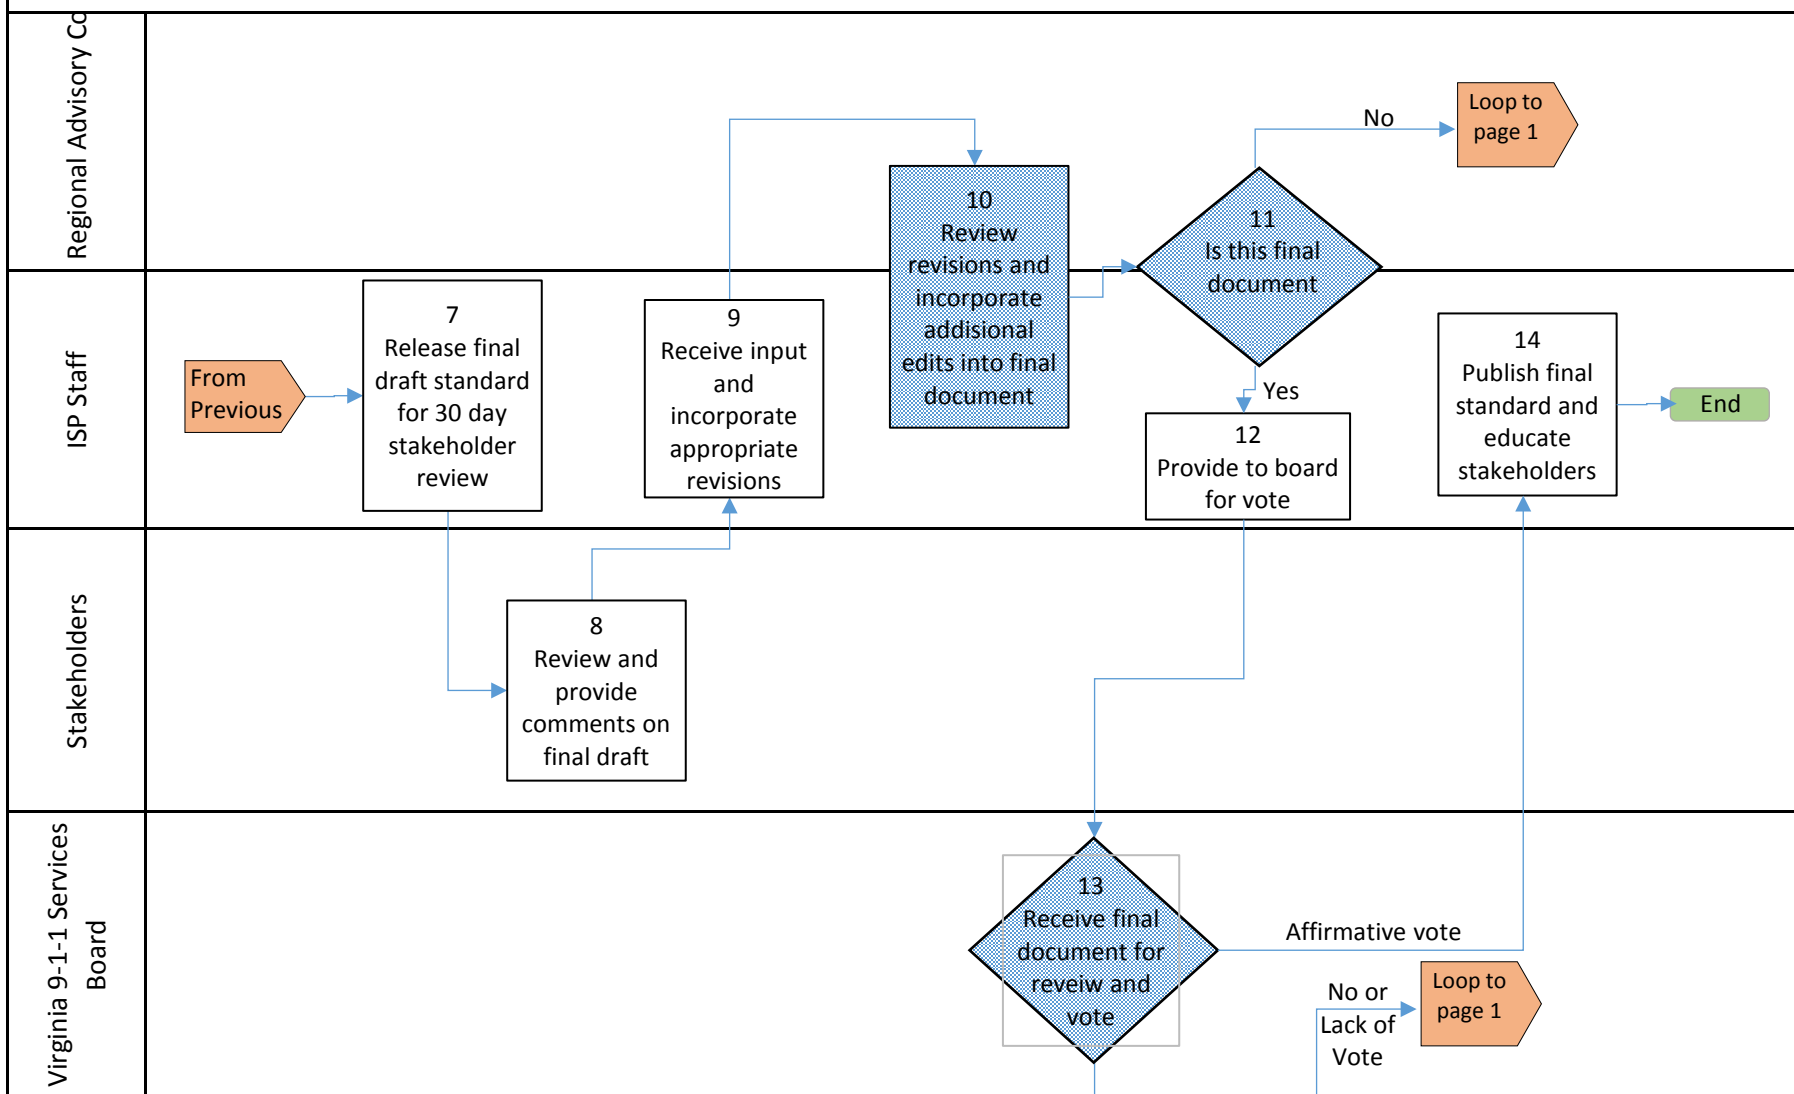 Regional Advisory Co
Loop to
page 1
No
10
Review
revisions and
incorporate
addisional
edits into final
document
11
Is this final
document
Yes
ISP Staff
From
Previous
7
Release final
draft standard
for 30 day
stakeholder
review
9
Receive input
and
incorporate
appropriate
revisions
12
Provide to board
for vote
14
Publish final
standard and
educate
stakeholders
End
Stakeholders
8
Review and
provide
comments on
final draft
Virginia 9-1-1 Services
Board
13
Receive final
document for
reveiw and
vote
Affirmative vote
No or
Lack of
Vote
Loop to
page 1